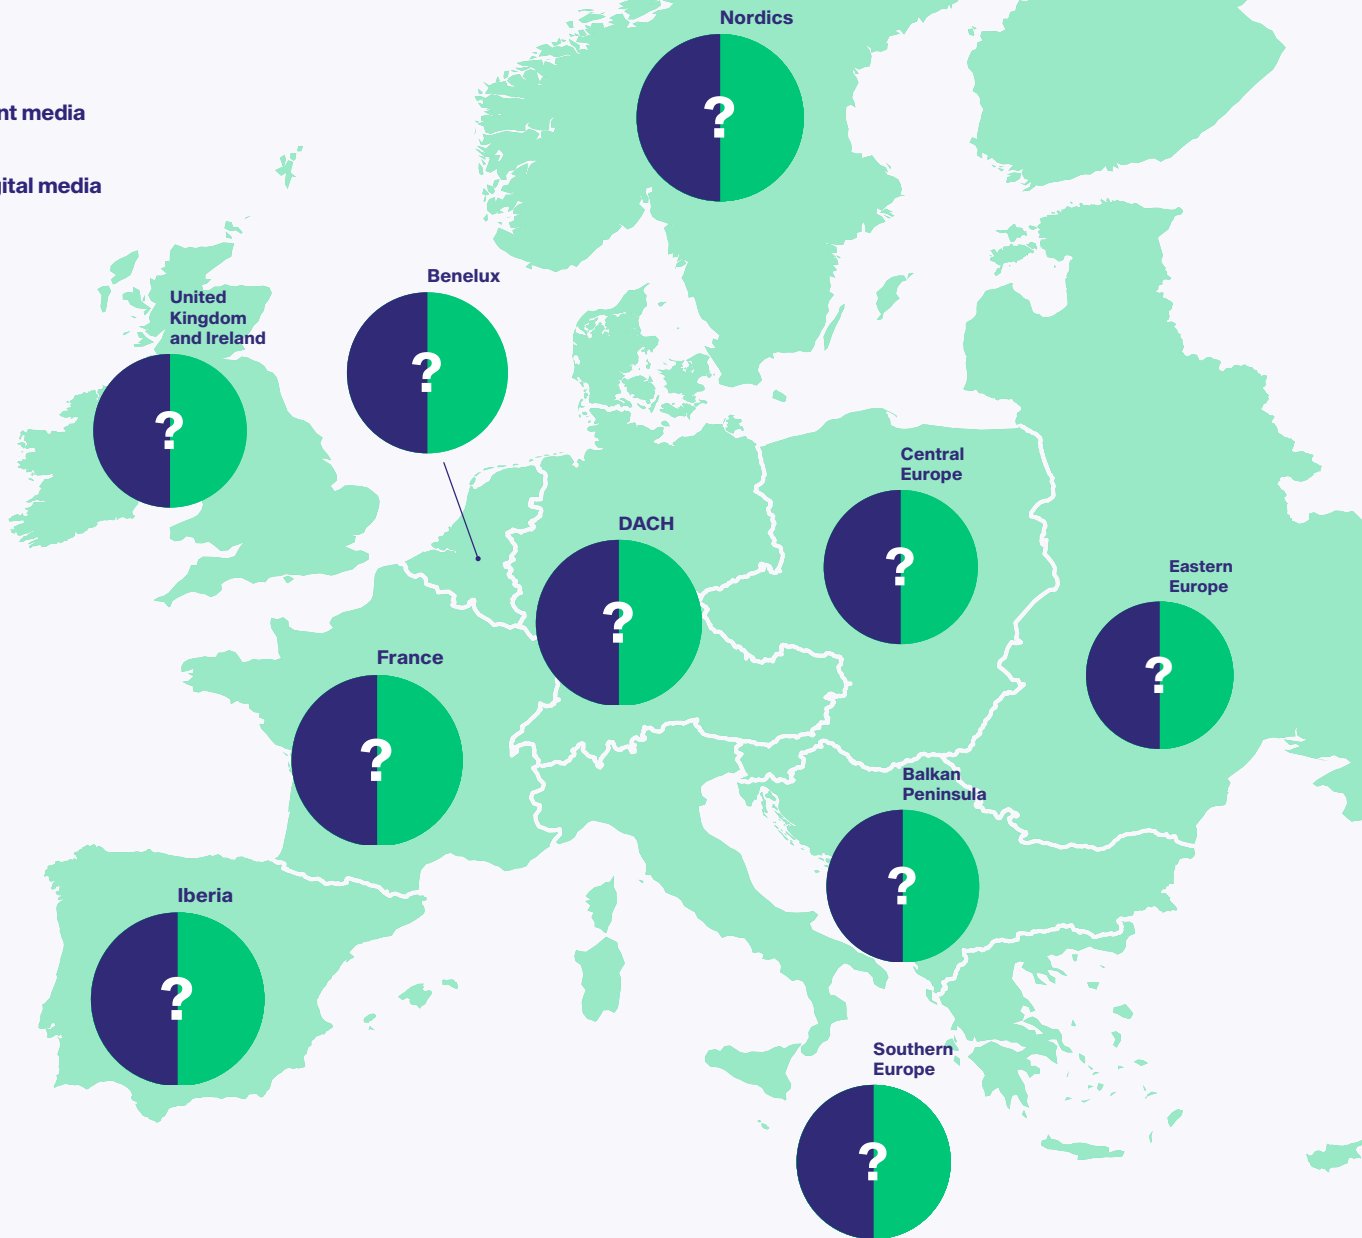 Nordics
?
nt media
gital media
Benelux
?
United
Kingdom
and Ireland
?
Central
Europe
?
DACH
?
Eastern
Europe
?
France
?
Balkan
Peninsula
?
Iberia
?
Southern
Europe
?